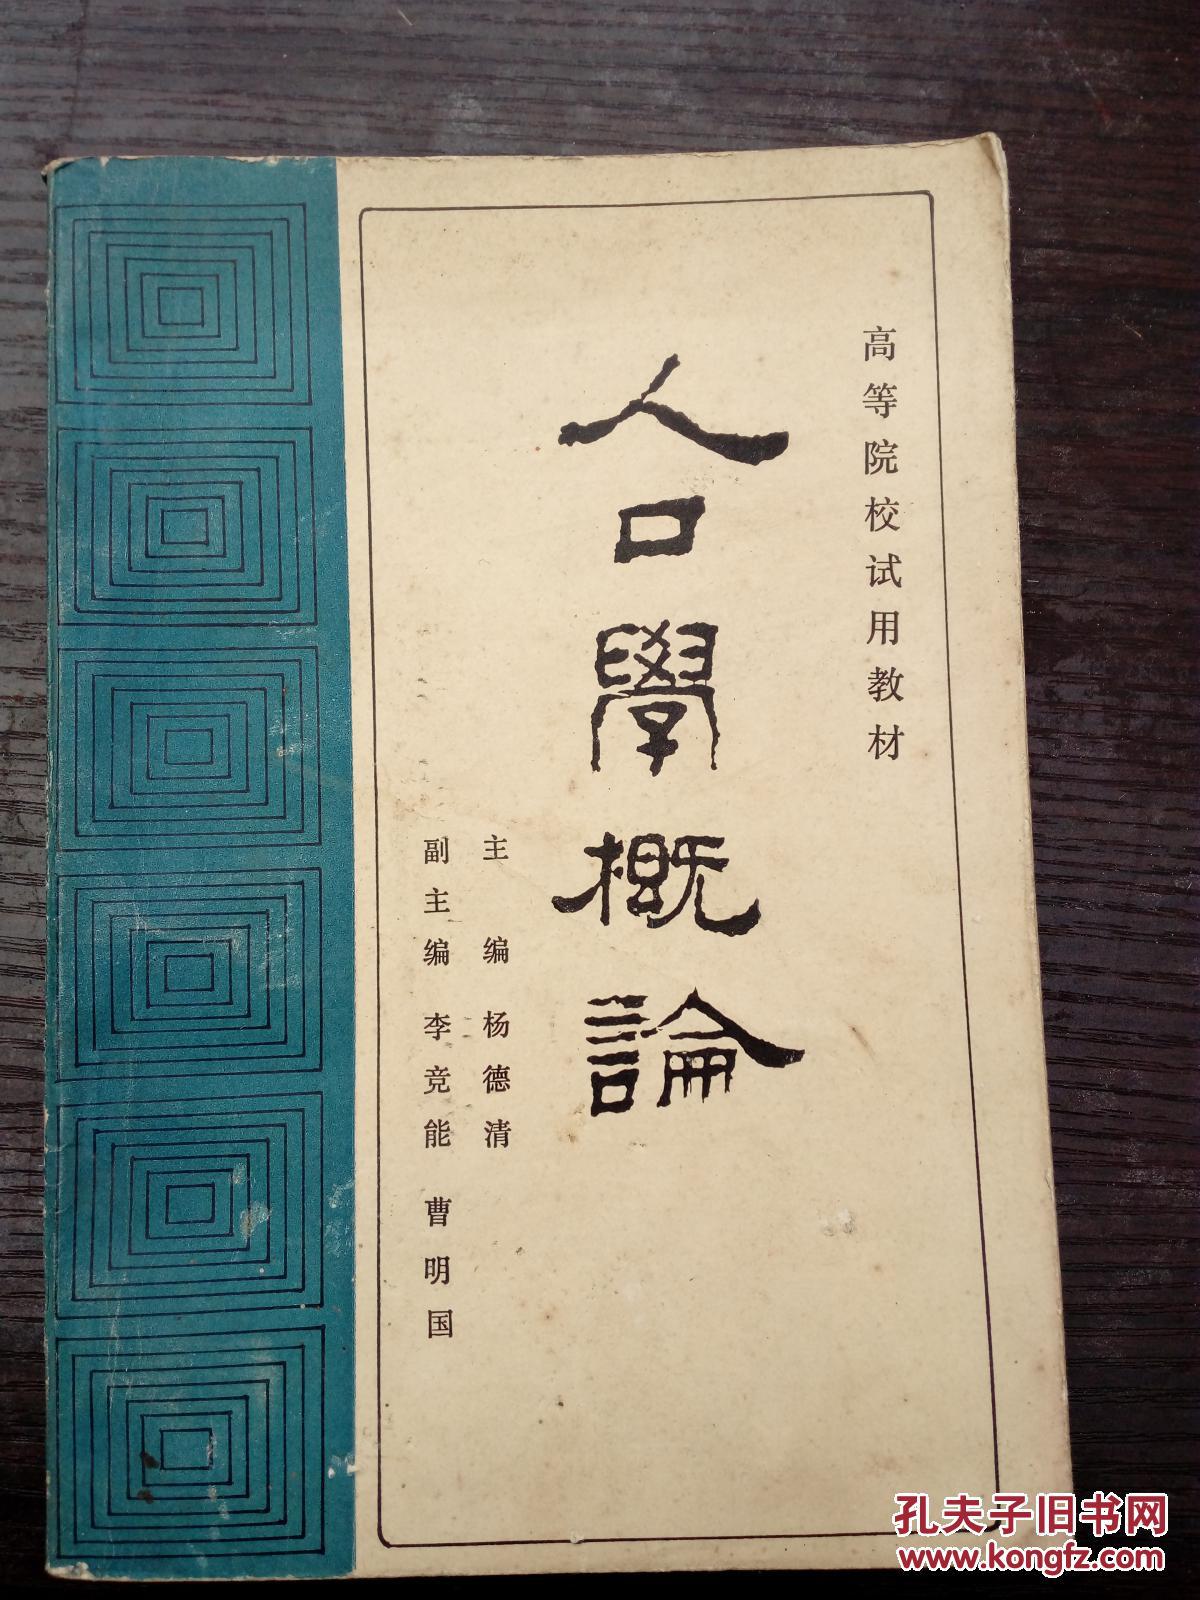 高等院校试用教材
人口學概論
主编 杨德清
副主编 李竞能 曹明国
孔夫子旧书网
www.kongfz.com